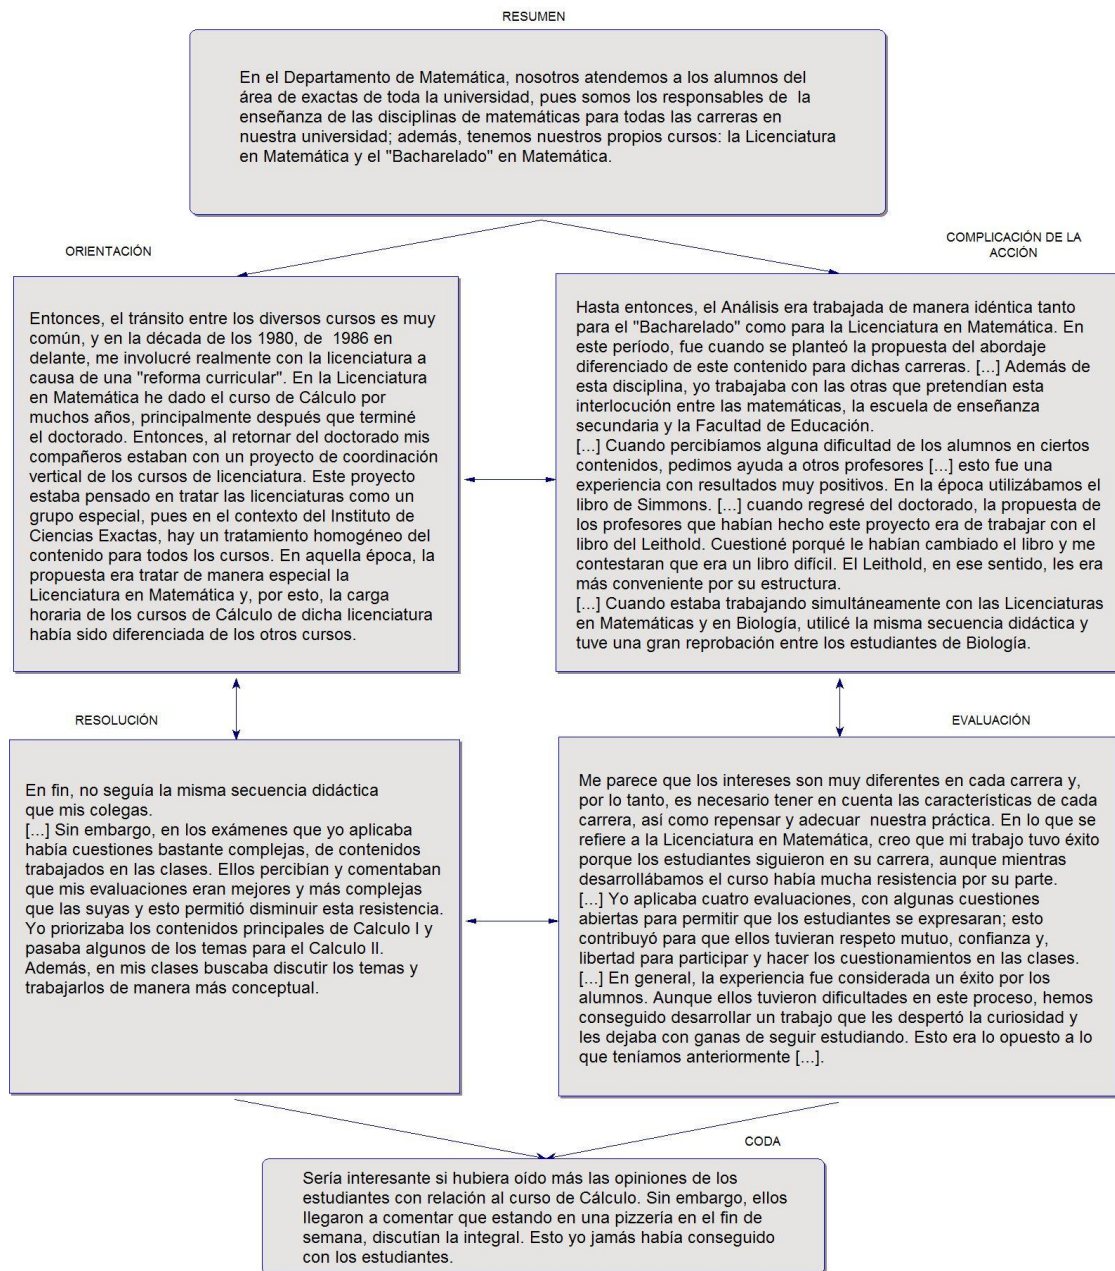 RESUMEN
En el Departamento de Matemática, nosotros atendemos a los alumnos del
área de exactas de toda la universidad, pues somos los responsables de la
enseñanza de las disciplinas de matemáticas para todas las carreras en
nuestra universidad; además, tenemos nuestros propios cursos: la Licenciatura
en Matemática y el "Bacharelado" en Matemática.
ORIENTACIÓN
Entonces, el tránsito entre los diversos cursos es muy
común, y en la década de los 1980, de 1986 en
delante, me involucré realmente con la licenciatura a
causa de una "reforma curricular". En la Licenciatura
en Matemática he dado el curso de Cálculo por
muchos años, principalmente después que terminé
el doctorado. Entonces, al retornar del doctorado mis
compañeros estaban con un proyecto de coordinación
vertical de los cursos de licenciatura. Este proyecto
estaba pensado en tratar las licenciaturas como un
grupo especial, pues en el contexto del Instituto de
Ciencias Exactas, hay un tratamiento homogéneo del
contenido para todos los cursos. En aquella época, la
propuesta era tratar de manera especial la
Licenciatura en Matemática y, por esto, la carga
horaria de los cursos de Cálculo de dicha licenciatura
había sido diferenciada de los otros cursos.
COMPLICACIÓN DE LA
ACCIÓN
Hasta entonces, el Análisis era trabajada de manera idéntica tanto
para el "Bacharelado" como para la Licenciatura en Matemática. En
este período, fue cuando se planteó la propuesta del abordaje
diferenciado de este contenido para dichas carreras. [...] Además de
esta disciplina, yo trabajaba con las otras que pretendían esta
interlocución entre las matemáticas, la escuela de enseñanza
secundaria y la Facultad de Educación.
[...] Cuando percibíamos alguna dificultad de los alumnos en ciertos
contenidos, pedimos ayuda a otros profesores [...] esto fue una
experiencia con resultados muy positivos. En la época utilizábamos el
libro de Simmons. [...] cuando regresé del doctorado, la propuesta de
los profesores que habían hecho este proyecto era de trabajar con el
libro del Leithold. Cuestioné porqué le habían cambiado el libro y me
contestaran que era un libro difícil. El Leithold, en ese sentido, les era
más conveniente por su estructura.
[...] Cuando estaba trabajando simultáneamente con las Licenciaturas
en Matemáticas y en Biología, utilicé la misma secuencia didáctica y
tuve una gran reprobación entre los estudiantes de Biología.
RESOLUCIÓN
En fin, no seguía la misma secuencia didáctica
que mis colegas.
[...] Sin embargo, en los exámenes que yo aplicaba
había cuestiones bastante complejas, de contenidos
trabajados en las clases. Ellos percibían y comentaban
que mis evaluaciones eran mejores y más complejas
que las suyas y esto permitió disminuir esta resistencia.
Yo priorizaba los contenidos principales de Calculo I y
pasaba algunos de los temas para el Calculo II.
Además, en mis clases buscaba discutir los temas y
trabajarlos de manera más conceptual.
EVALUACIÓN
Me parece que los intereses son muy diferentes en cada carrera y,
por lo tanto, es necesario tener en cuenta las características de cada
carrera, así como repensar y adecuar nuestra práctica. En lo que se
refiere a la Licenciatura en Matemática, creo que mi trabajo tuvo éxito
porque los estudiantes siguieron en su carrera, aunque mientras
desarrollábamos el curso había mucha resistencia por su parte.
[...] Yo aplicaba cuatro evaluaciones, con algunas cuestiones
abiertas para permitir que los estudiantes se expresaran; esto
contribuyó para que ellos tuvieran respeto mutuo, confianza y,
libertad para participar y hacer los cuestionamientos en las clases.
[...] En general, la experiencia fue considerada un éxito por los
alumnos. Aunque ellos tuvieron dificultades en este proceso, hemos
conseguido desarrollar un trabajo que les despertó la curiosidad y
les dejaba con ganas de seguir estudiando. Esto era lo opuesto a lo
que teníamos anteriormente [...].
CODA
Sería interesante si hubiera oído más las opiniones de los
estudiantes con relación al curso de Cálculo. Sin embargo, ellos
llegaron a comentar que estando en una pizzería en el fin de
semana, discutían la integral. Esto yo jamás había conseguido
con los estudiantes.